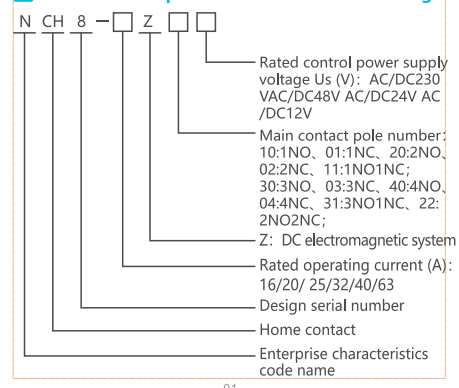 N CH 8 - □ Z □ □
Rated control power supply
voltage Us (V)：AC/DC230
VAC/DC48V AC/DC24V AC
/DC12V
Main contact pole number：
10:1NO、01:1NC、20:2NO、
02:2NC、11:1NO1NC；
30:3NO、03:3NC、40:4NO、
04:4NC、31:3NO1NC、22：
2NO2NC；
Z：DC electromagnetic system
Rated operating current (A)：
16/20/ 25/32/40/63
Design serial number
Home contact
Enterprise characteristics
code name